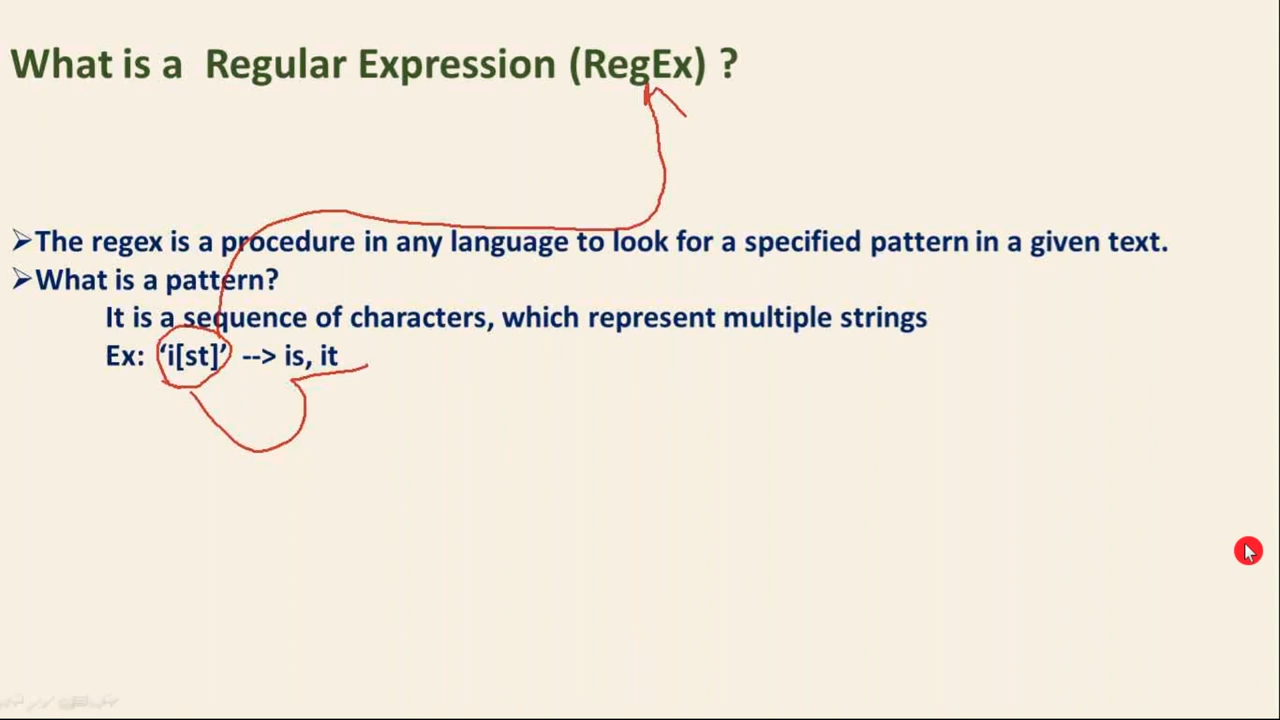 What is a  Regular Expression (RegEx) ?
➢The regex is a procedure in any language to look for a specified pattern in a given text.
➢What is a pattern?
It is a sequence of characters, which represent multiple strings
Ex:  ‘i[st]’  --> is, it